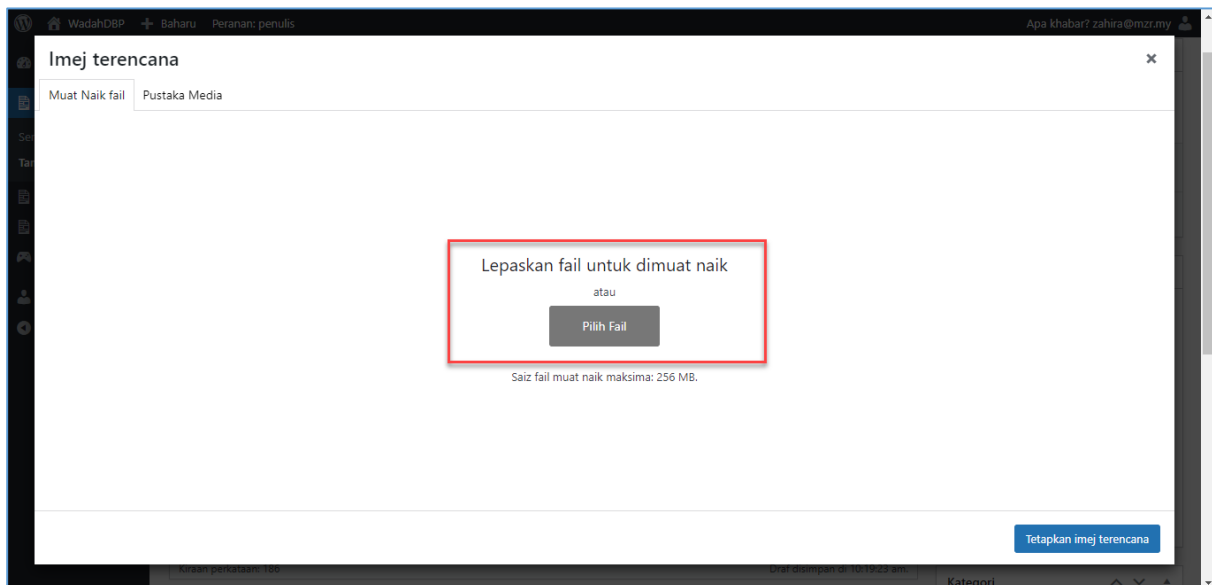 WadahDBP + Baharu Peranan: penulis Apa khabar? zahira@mzr.my
Imej terencana ×
Muat Naik fail Pustaka Media
Lepaskan fail untuk dimuat naik
atau
Pilih Fail
Saiz fail muat naik maksima: 256 MB.
Tetapkan imej terencana
Kiraan perkataan: 186 Draf disimpan di 10:19:23 am.
Kategori